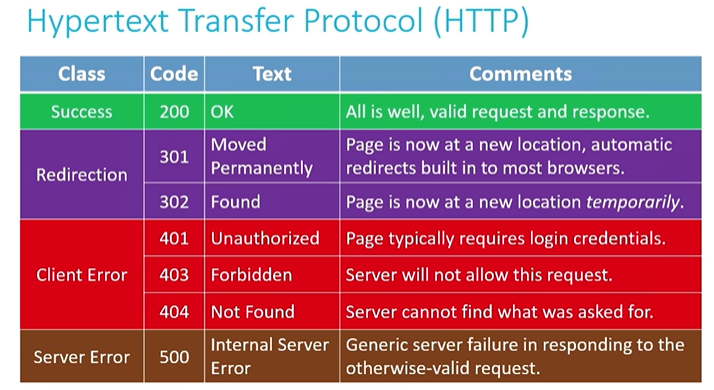 Hypertext Transfer Protocol (HTTP)
Class Code Text Comments
Success 200 OK All is well, valid request and response.
Redirection
301 Moved Permanently Page is now at a new location, automatic
redirects built in to most browsers.
302 Found Page is now at a new location temporarily.
Client Error
401 Unauthorized Page typically requires login credentials.
403 Forbidden Server will not allow this request.
404 Not Found Server cannot find what was asked for.
Server Error 500 Internal Server Error Generic server failure in responding to the
otherwise-valid request.